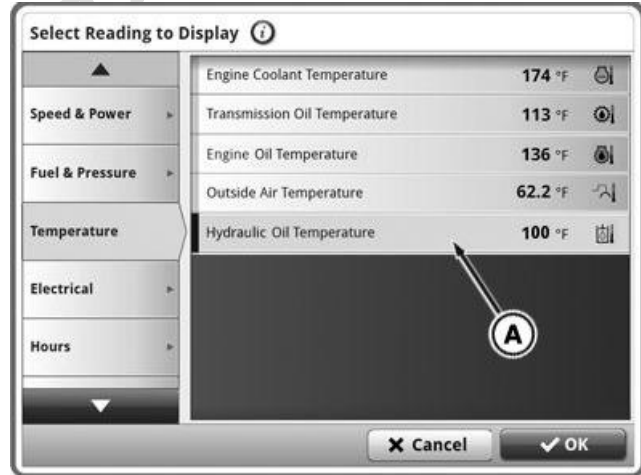 Select Reading to Display i
Engine Coolant Temperature 174 °F
Speed & Power Transmission Oil Temperature 113 °F
Engine Oil Temperature 136 °F
Fuel & Pressure
Outside Air Temperature 62.2 °F
Temperature Hydraulic Oil Temperature 100 °F
Electrical
A
Hours
Cancel OK